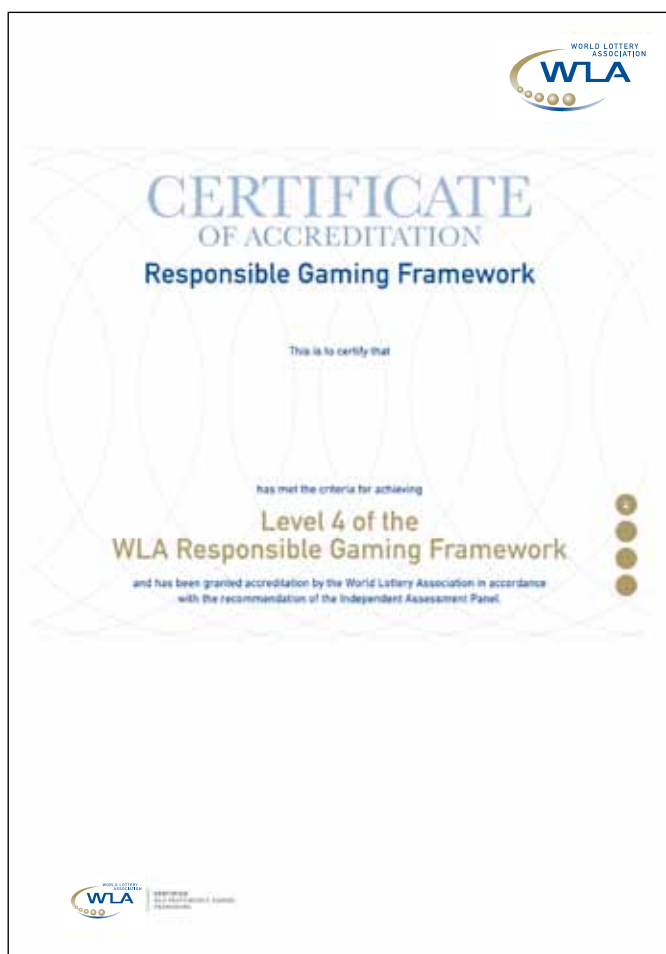 WORLD LOTTERY
ASSOCIATION
WLA
CERTIFICATE
OF ACCREDITATION
Responsible Gaming Framework
This is to certify that
has met the criteria for achieving
Level 4 of the
WLA Responsible Gaming Framework
and has been granted accreditation by the World Lottery Association in accordance
with the recommendation of the Independent Assessment Panel.
4
WORLD LOTTERY
ASSOCIATION
WLA